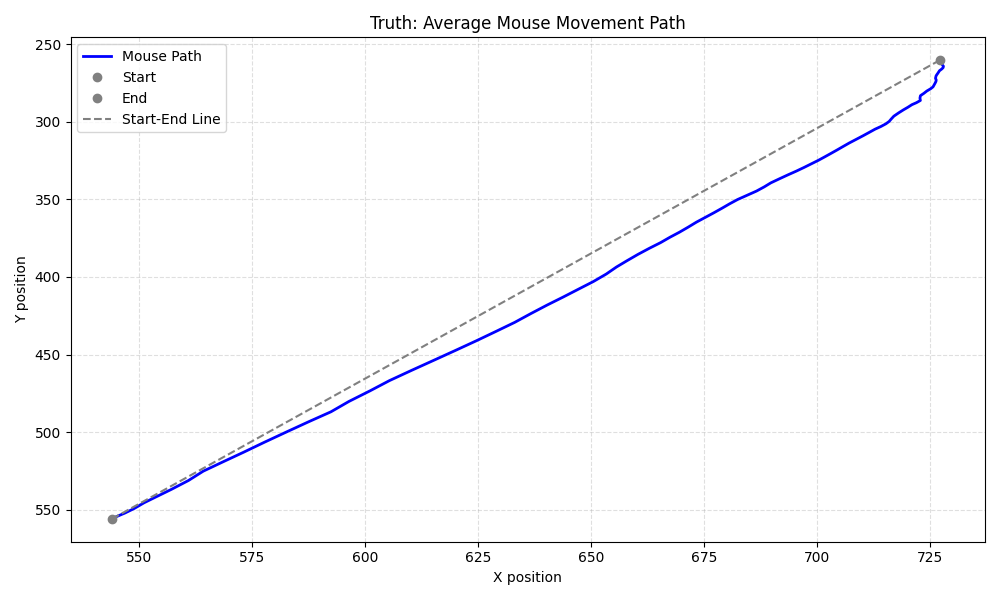 Truth: Average Mouse Movement Path
Mouse Path
Start
End
Start-End Line
250
300
350
400
450
500
550
Y position
550
575
600
625
650
675
700
725
X position